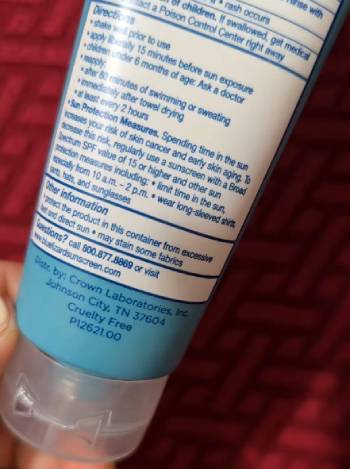 • rash occurs
Rinse with
of children. If swallowed, get medical
contact a Poison Control Center right away
Directions
• shake well prior to use
• apply liberally 15 minutes before sun exposure
• children under 6 months of age: Ask a doctor
• reapply:
• after 80 minutes of swimming or sweating
• immediately after towel drying
• at least every 2 hours
• Sun Protection Measures. Spending time in the sun
increases your risk of skin cancer and early skin aging. To
decrease this risk, regularly use a sunscreen with a Broad
Spectrum SPF value of 15 or higher and other sun
protection measures including: • limit time in the sun,
especially from 10 a.m. – 2 p.m. • wear long-sleeved shirts,
pants, hats, and sunglasses
Other information
• protect the product in this container from excessive
heat and direct sun • may stain some fabrics
Questions? call 800.877.8869 or visit
www.bluelizardsunscreen.com
Distr. by: Crown Laboratories, Inc.
Johnson City, TN 37604
Cruelty Free
P12621.00